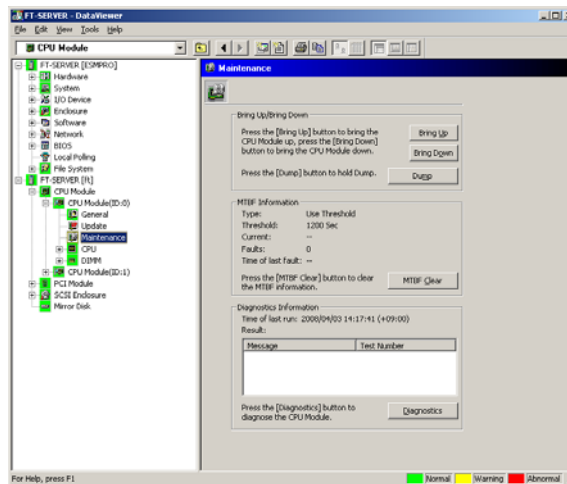 FT-SERVER - DataViewer
File Edit View Tools Help
CPU Module
FT-SERVER [ESMPRO]
Hardware
System
I/O Device
Enclosure
Software
Network
BIOS
Local Polling
File System
FT-SERVER [ft]
CPU Module
CPU Module(ID:0)
General
Update
Maintenance
CPU
DIMM
CPU Module(ID:1)
PCI Module
SCSI Enclosure
Mirror Disk
Maintenance
Bring Up/Bring Down
Press the [Bring Up] button to bring the
CPU Module up, press the [Bring Down]
button to bring the CPU Module down.
Bring Up
Bring Down
Press the [Dump] button to hold Dump.
Dump
MTBF Information
Type: Use Threshold
Threshold: 1200 Sec
Current: --
Faults: 0
Time of last fault: --
Press the [MTBF Clear] button to clear
the MTBF information.
MTBF Clear
Diagnostics Information
Time of last run: 2008/04/03 14:17:41 (+09:00)
Result:
Message Test Number
Press the [Diagnostics] button to
diagnose the CPU Module.
Diagnostics
For Help, press F1
Normal Warning Abnormal